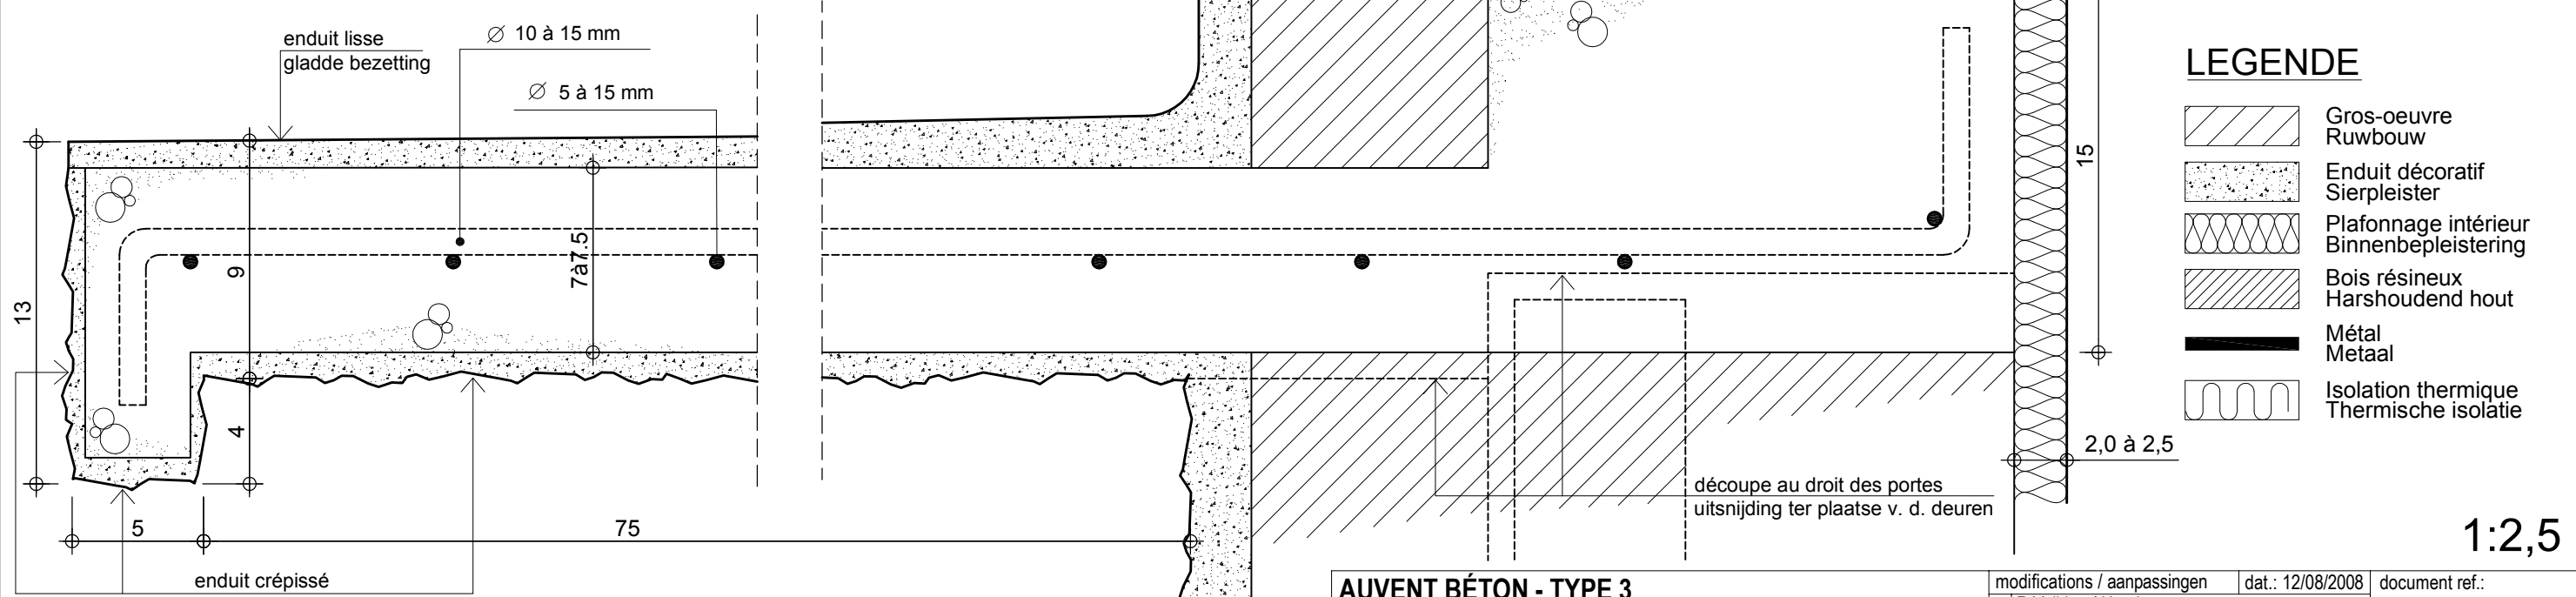 enduit lisse
gladde bezetting
∅ 10 à 15 mm
∅ 5 à 15 mm
13
9
4
7à7.5
5
75
enduit crépissé
15
2,0 à 2,5
découpe au droit des portes
uitsnijding ter plaatse v. d. deuren
LEGENDE
Gros-oeuvre
Ruwbouw
Enduit décoratif
Sierpleister
Plafonnage intérieur
Binnenbepleistering
Bois résineux
Harshoudend hout
Métal
Metaal
Isolation thermique
Thermische isolatie
1:2,5
AUVENT BÉTON - TYPE 3
modifications / aanpassingen
dat.: 12/08/2008
document ref.: